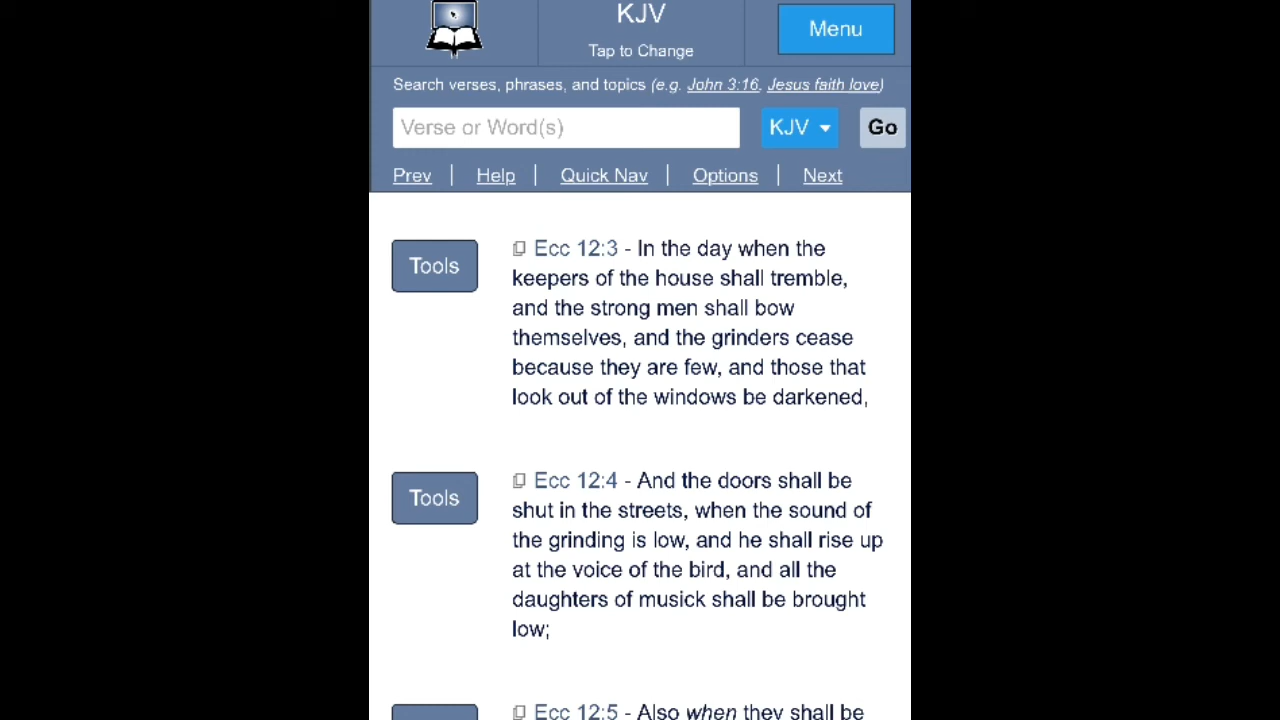 KJV
Tap to Change
Menu
Search verses, phrases, and topics (e.g. John 3:16, Jesus faith love)
Verse or Word(s)
KJV
Go
Prev | Help | Quick Nav | Options | Next
Tools
Ecc 12:3 - In the day when the
keepers of the house shall tremble,
and the strong men shall bow
themselves, and the grinders cease
because they are few, and those that
look out of the windows be darkened,
Tools
Ecc 12:4 - And the doors shall be
shut in the streets, when the sound of
the grinding is low, and he shall rise up
at the voice of the bird, and all the
daughters of musick shall be brought
low;
Ecc 12:5 - Also when they shall be